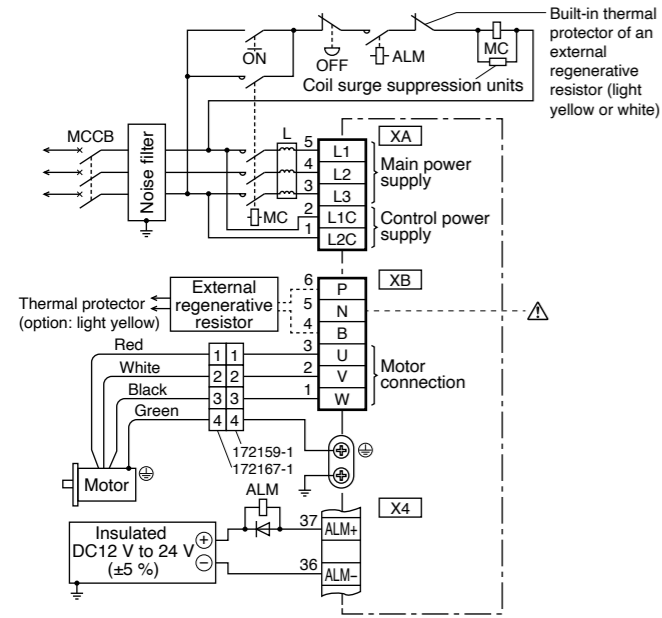 Built-in thermal
protector of an
external
regenerative
resistor (light
yellow or white)
ON
OFF
ALM
MC
Coil surge suppression units
MCCB
Noise filter
L
MC
XA
5 L1
4 L2
3 L3
2 L1C
1 L2C
Main power
supply
Control power
supply
XB
6 P
5 N
4 B
3 U
2 V
1 W
External
regenerative
resistor
Thermal protector
(option: light yellow)
Motor
connection
Red
White
Black
Green
1 1
2 2
3 3
4 4
172159-1
172167-1
Motor
ALM
X4
Insulated
DC12 V to 24 V
(±5 %)
+
−
37 ALM+
36 ALM−